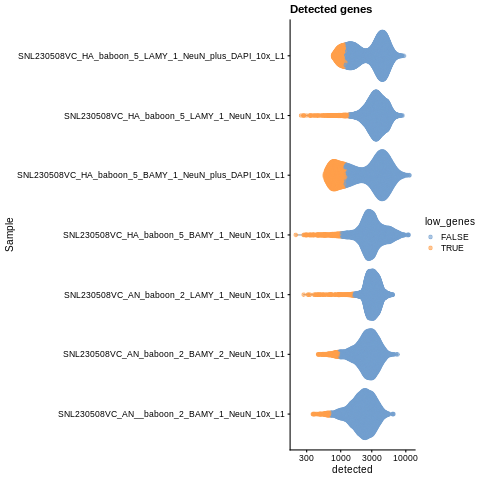 Detected genes
SNL230508VC_HA_baboon_5_LAMY_1_NeuN_plus_DAPI_10x_L1
SNL230508VC_HA_baboon_5_LAMY_1_NeuN_10x_L1
SNL230508VC_HA_baboon_5_BAMY_1_NeuN_plus_DAPI_10x_L1
SNL230508VC_HA_baboon_5_BAMY_1_NeuN_10x_L1
SNL230508VC_AN_baboon_2_LAMY_1_NeuN_10x_L1
SNL230508VC_AN_baboon_2_BAMY_2_NeuN_10x_L1
SNL230508VC_AN__baboon_2_BAMY_1_NeuN_10x_L1
Sample
300 1000 3000 10000
detected
low_genes
FALSE
TRUE